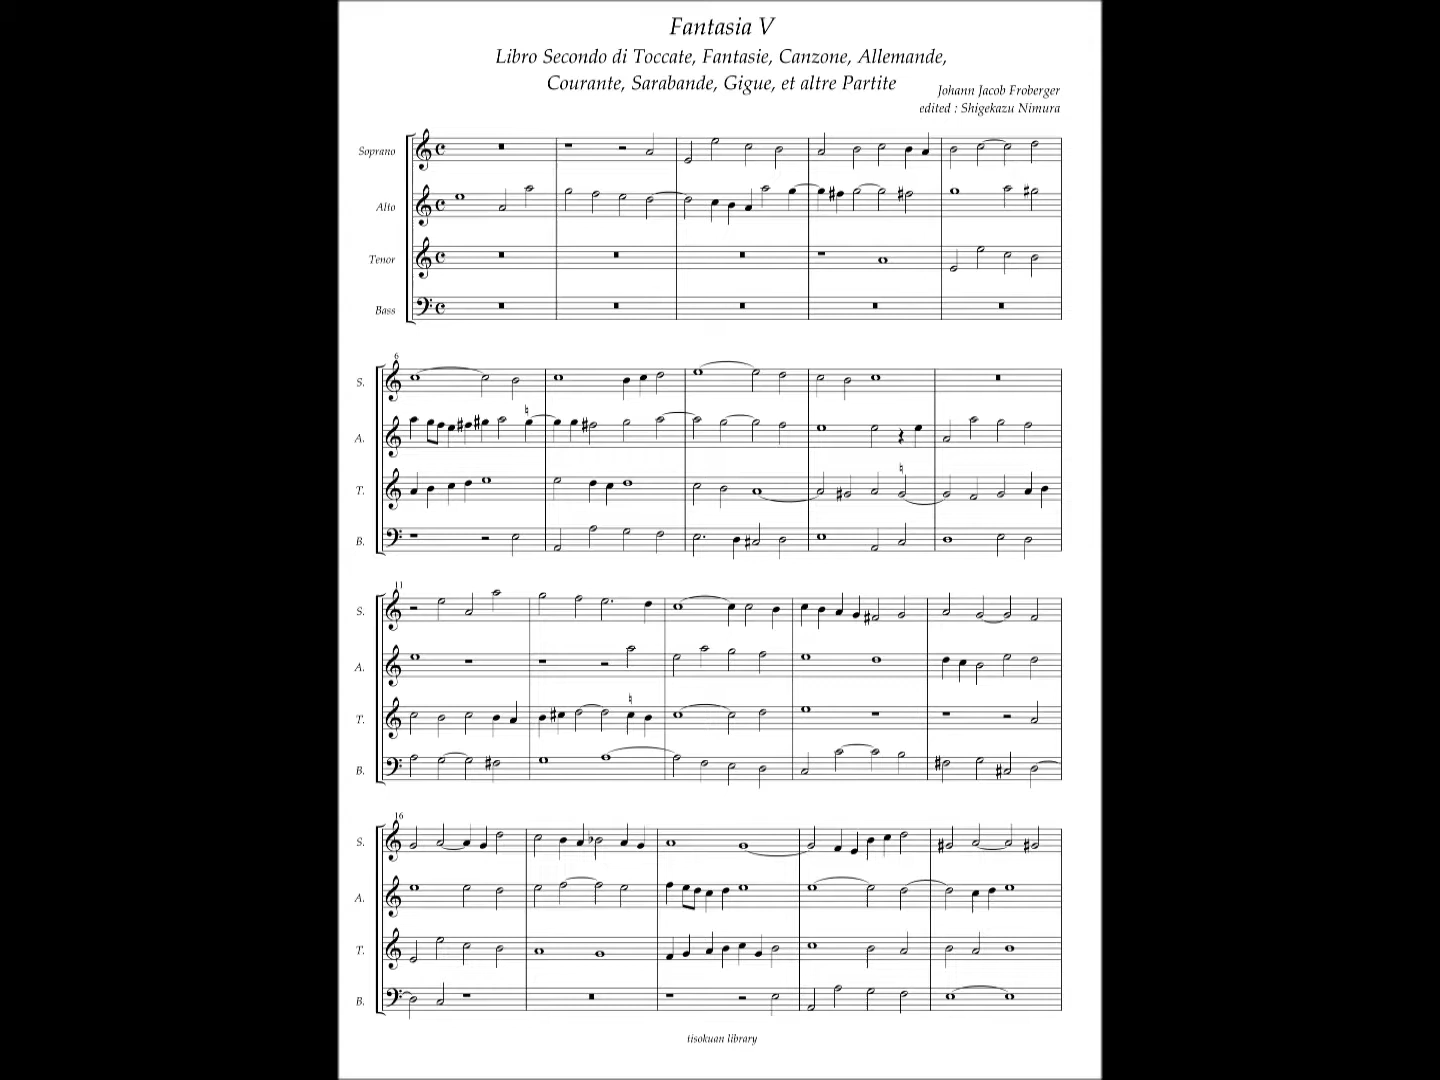 Fantasia V
Libro Secondo di Toccate, Fantasie, Canzone, Allemande,
Courante, Sarabande, Gigue, et altre Partite
Johann Jacob Froberger
edited : Shigekazu Nimura
Soprano
Alto
Tenor
Bass
6
S.
A.
T.
B.
11
S.
A.
T.
B.
16
S.
A.
T.
B.
tisokuan library